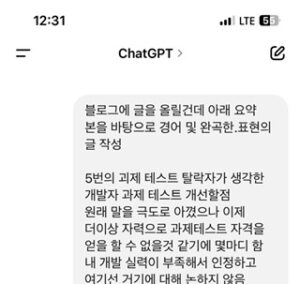 12:31
LTE 55
ChatGPT >
블로그에 글을 올릴건데 아래 요약
본을 바탕으로 경어 및 완곡한.표현의
글 작성
5번의 괴제 테스트 탈락자가 생각한
개발자 과제 테스트 개선할점
원래 말을 극도로 아꼈으나 이제
더이상 자력으로 과제테스트 자격을
얻을 할 수 없을것 같기에 몇마디 함
내 개발 실력이 부족해서 인정하고
여기선 거기에 대해 논하지 않음